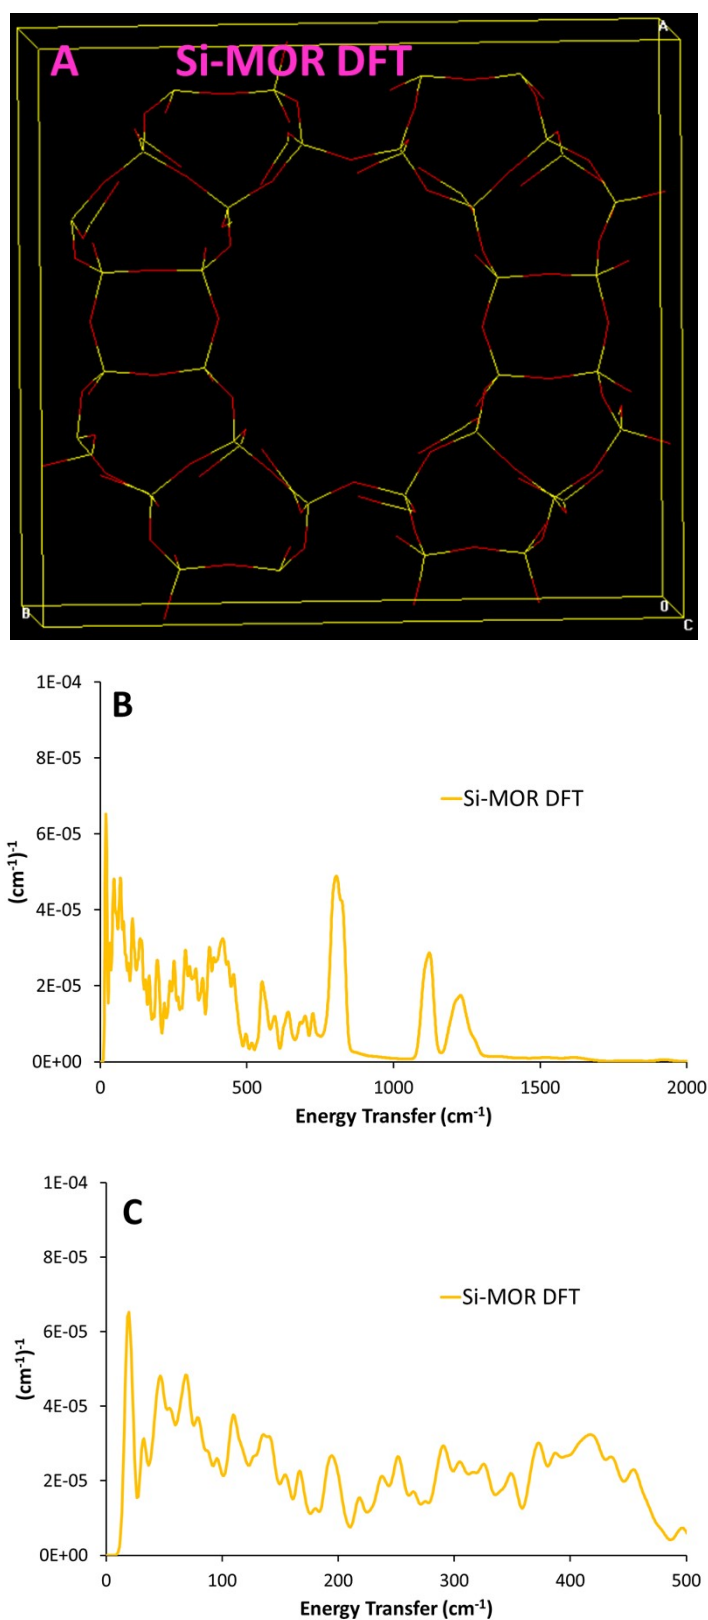 A Si-MOR DFT
A
B
O
C
B
1E-04
8E-05
6E-05
4E-05
2E-05
0E+00
(cm⁻¹)⁻¹
Si-MOR DFT
0 500 1000 1500 2000
Energy Transfer (cm⁻¹)
C
1E-04
8E-05
6E-05
4E-05
2E-05
0E+00
(cm⁻¹)⁻¹
Si-MOR DFT
0 100 200 300 400 500
Energy Transfer (cm⁻¹)